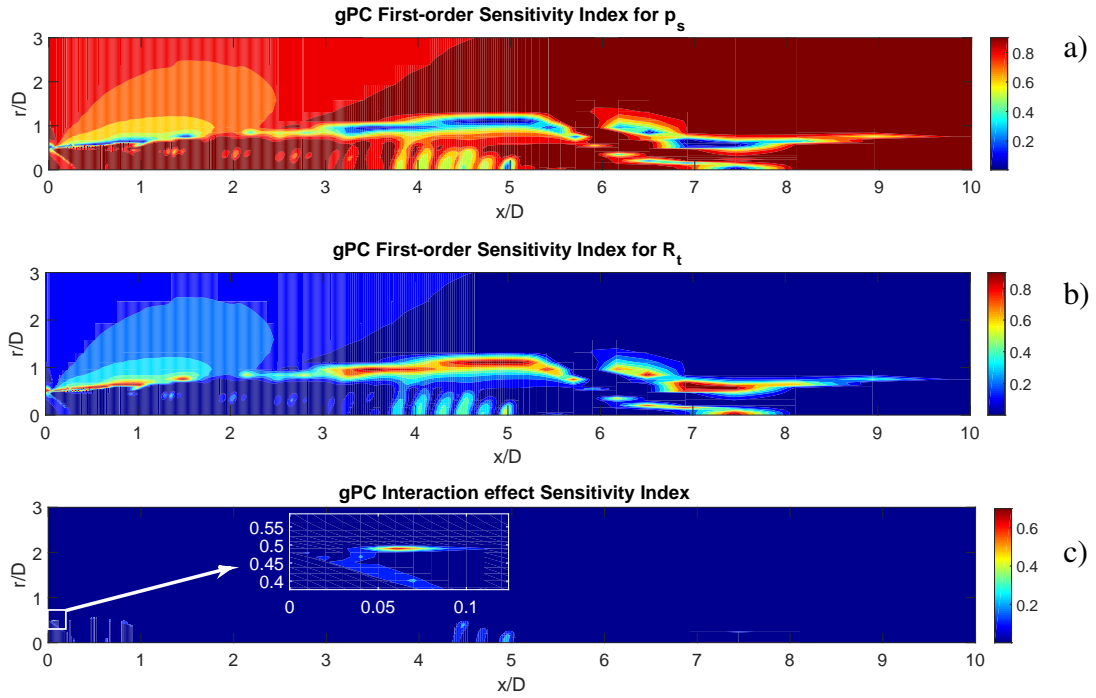 gPC First-order Sensitivity Index for p_s
a)
3
2
1
0
r/D
0 1 2 3 4 5 6 7 8 9 10
x/D
0.8
0.6
0.4
0.2
gPC First-order Sensitivity Index for R_t
b)
3
2
1
0
r/D
0 1 2 3 4 5 6 7 8 9 10
x/D
0.8
0.6
0.4
0.2
gPC Interaction effect Sensitivity Index
c)
3
2
1
0
r/D
0.55
0.5
0.45
0.4
0 0.05 0.1
0 1 2 3 4 5 6 7 8 9 10
x/D
0.6
0.4
0.2